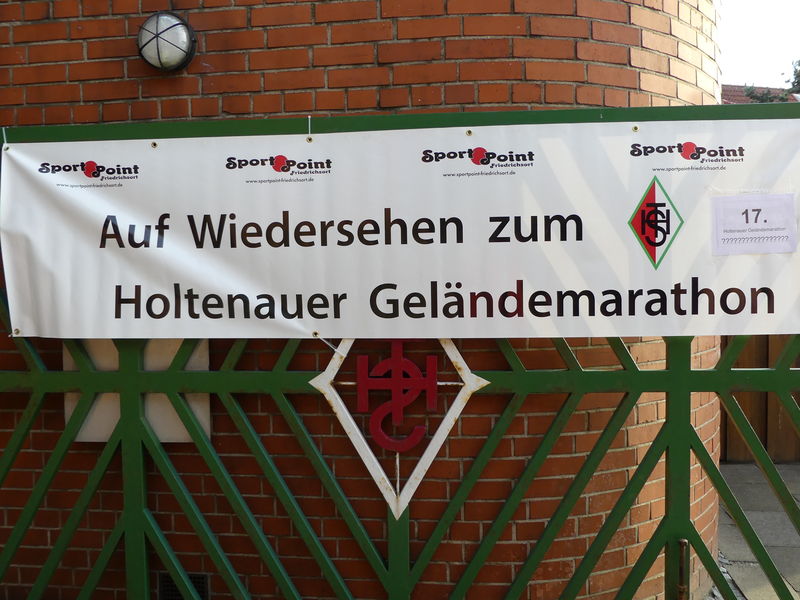 SportPoint
Friedrichsort
www.sportpoint-friedrichsort.de
SportPoint
Friedrichsort
www.sportpoint-friedrichsort.de
SportPoint
Friedrichsort
www.sportpoint-friedrichsort.de
SportPoint
Friedrichsort
www.sportpoint-friedrichsort.de
Auf Wiedersehen zum
17.
Holtenauer Geländemarathon
?????????????????
Holtenauer Geländemarathon